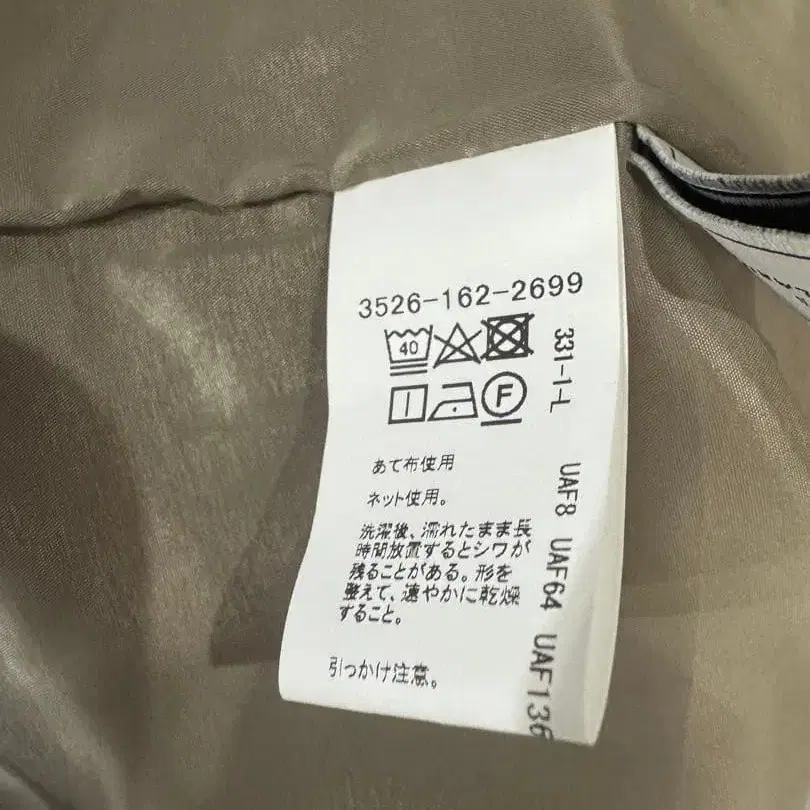 3526-162-2699
40
F
331-1-L
あて布使用
ネット使用。
洗濯後、濡れたまま長
時間放置するとシワが
残ることがある。形を
整えて、速やかに乾燥
すること。
引っかけ注意。
UAF8 UAF64 UAF136